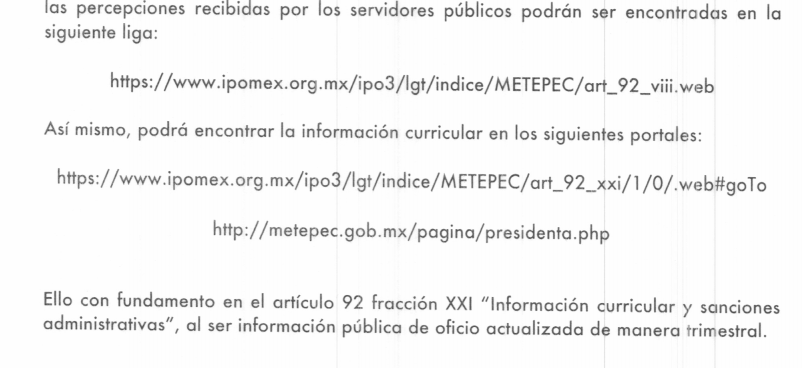 las percepciones recibidas por los servidores públicos podrán ser encontradas en la
siguiente liga:
https://www.ipomex.org.mx/ipo3/lgt/indice/METEPEC/art_92_viii.web
Así mismo, podrá encontrar la información curricular en los siguientes portales:
https://www.ipomex.org.mx/ipo3/lgt/indice/METEPEC/art_92_xxi/1/0/.web#goTo
http://metepec.gob.mx/pagina/presidenta.php
Ello con fundamento en el artículo 92 fracción XXI “Información curricular y sanciones
administrativas”, al ser información pública de oficio actualizada de manera trimestral.